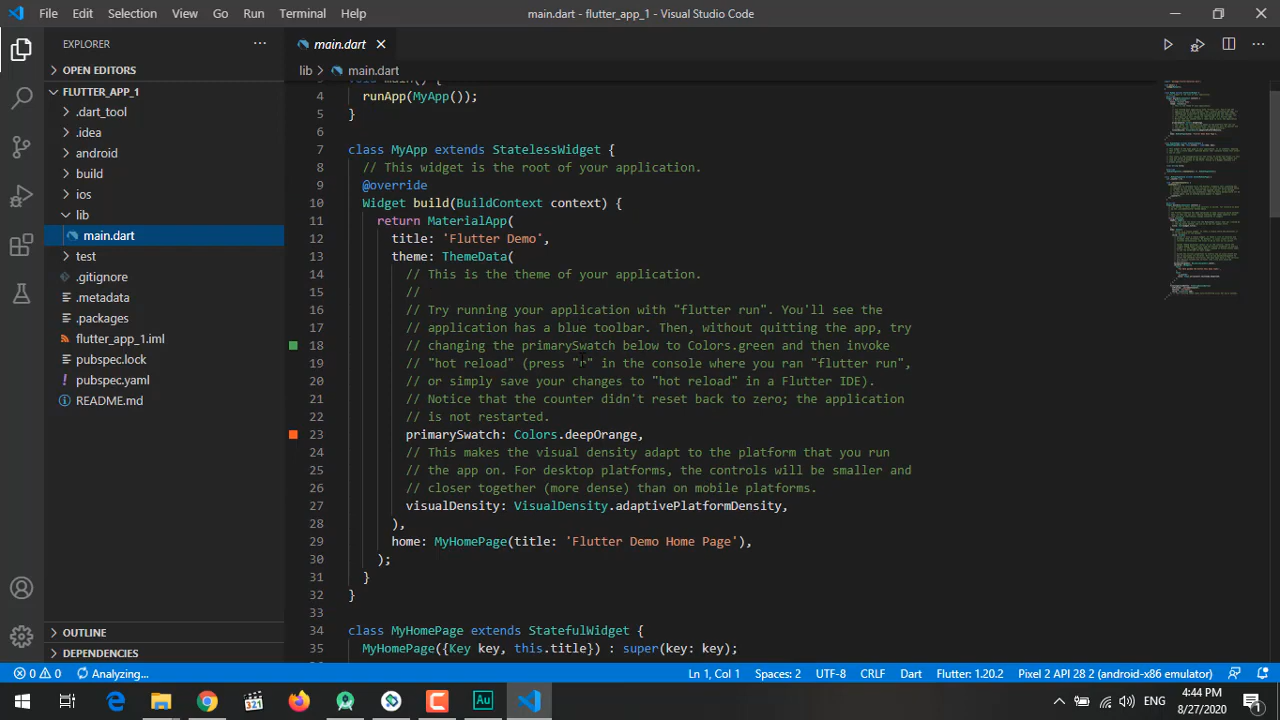 File Edit Selection View Go Run Terminal Help
main.dart - flutter_app_1 - Visual Studio Code
EXPLORER
main.dart
OPEN EDITORS
lib > main.dart
FLUTTER_APP_1
.dart_tool
.idea
android
build
ios
lib
main.dart
test
.gitignore
.metadata
.packages
flutter_app_1.iml
pubspec.lock
pubspec.yaml
README.md
OUTLINE
DEPENDENCIES
void main() {
4 runApp(MyApp());
5 }
6
7 class MyApp extends StatelessWidget {
8 // This widget is the root of your application.
9 @override
10 Widget build(BuildContext context) {
11 return MaterialApp(
12 title: 'Flutter Demo',
13 theme: ThemeData(
14 // This is the theme of your application.
15 //
16 // Try running your application with "flutter run". You'll see the
17 // application has a blue toolbar. Then, without quitting the app, try
18 // changing the primarySwatch below to Colors.green and then invoke
19 // "hot reload" (press "r" in the console where you ran "flutter run",
20 // or simply save your changes to "hot reload" in a Flutter IDE).
21 // Notice that the counter didn't reset back to zero; the application
22 // is not restarted.
23 primarySwatch: Colors.deepOrange,
24 // This makes the visual density adapt to the platform that you run
25 // the app on. For desktop platforms, the controls will be smaller and
26 // closer together (more dense) than on mobile platforms.
27 visualDensity: VisualDensity.adaptivePlatformDensity,
28 ),
29 home: MyHomePage(title: 'Flutter Demo Home Page'),
30 );
31 }
32 }
33
34 class MyHomePage extends StatefulWidget {
35 MyHomePage({Key key, this.title}) : super(key: key);
0 0 Analyzing...
Ln 1, Col 1 Spaces: 2 UTF-8 CRLF Dart Flutter: 1.20.2 Pixel 2 API 28 2 (android-x86 emulator)
321
Au
ENG
4:44 PM
8/27/2020
1